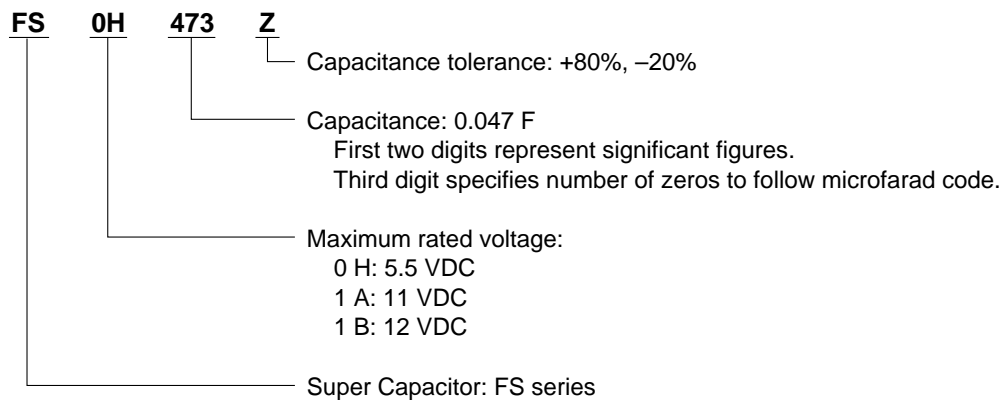 FS 0H 473 Z
Capacitance tolerance: +80%, –20%
Capacitance: 0.047 F
First two digits represent significant figures.
Third digit specifies number of zeros to follow microfarad code.
Maximum rated voltage:
0 H: 5.5 VDC
1 A: 11 VDC
1 B: 12 VDC
Super Capacitor: FS series